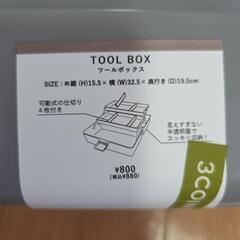 TOOL BOX
ツールボックス
SIZE：約縦(H)15.5× 横(W)32.5× 奥行き(D)19.5cm
可動式の仕切り
4枚付き
見えすぎない
半透明蓋で
スッキリ収納！
¥800
(税込¥880)
3CO